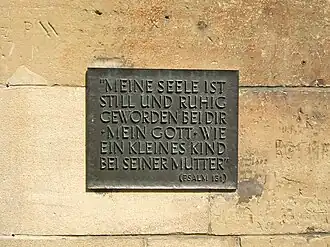 "MEINE SEELE IST
STILL UND RUHIG
GEWORDEN BEI DIR
·MEIN GOTT·WIE
EIN KLEINES KIND
BEI SEINER MUTTER"
(PSALM 131)